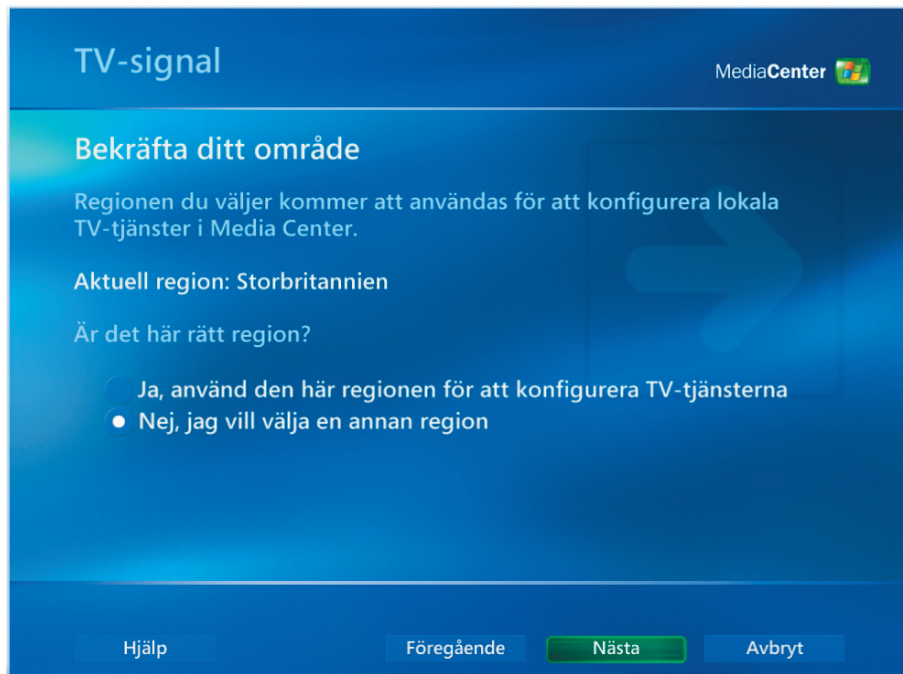 TV-signal
MediaCenter
Bekräfta ditt område
Regionen du väljer kommer att användas för att konfigurera lokala
TV-tjänster i Media Center.
Aktuell region: Storbritannien
Är det här rätt region?
Ja, använd den här regionen för att konfigurera TV-tjänsterna
Nej, jag vill välja en annan region
Hjälp
Föregående
Nästa
Avbryt